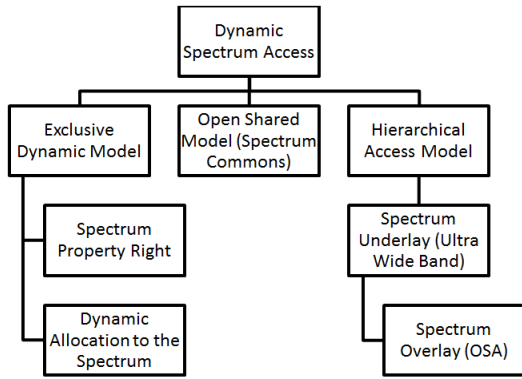 Dynamic
Spectrum Access
Exclusive
Dynamic Model
Open Shared
Model (Spectrum
Commons)
Hierarchical
Access Model
Spectrum
Property Right
Dynamic
Allocation to the
Spectrum
Spectrum
Underlay (Ultra
Wide Band)
Spectrum
Overlay (OSA)